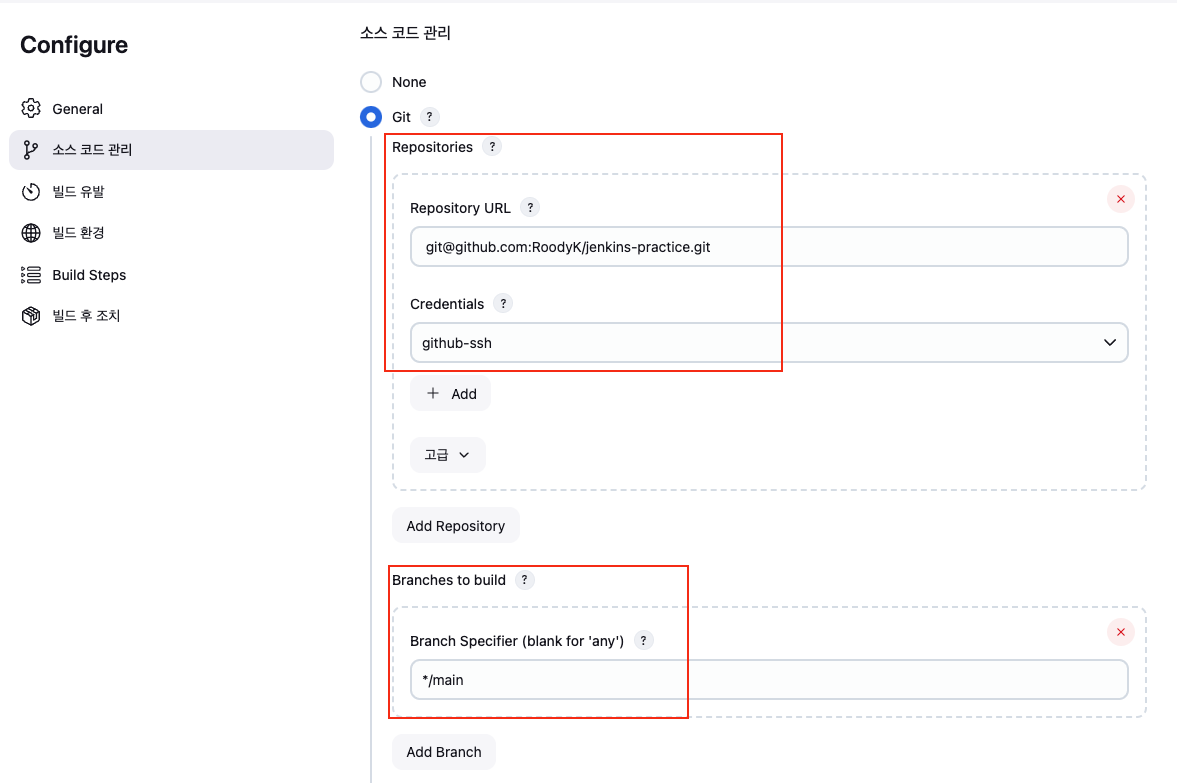 Configure
General
소스 코드 관리
빌드 유발
빌드 환경
Build Steps
빌드 후 조치
소스 코드 관리
None
Git ?
Repositories ?
Repository URL ?
git@github.com:RoodyK/jenkins-practice.git
Credentials ?
github-ssh
+ Add
고급
Add Repository
Branches to build ?
Branch Specifier (blank for 'any') ?
*/main
Add Branch